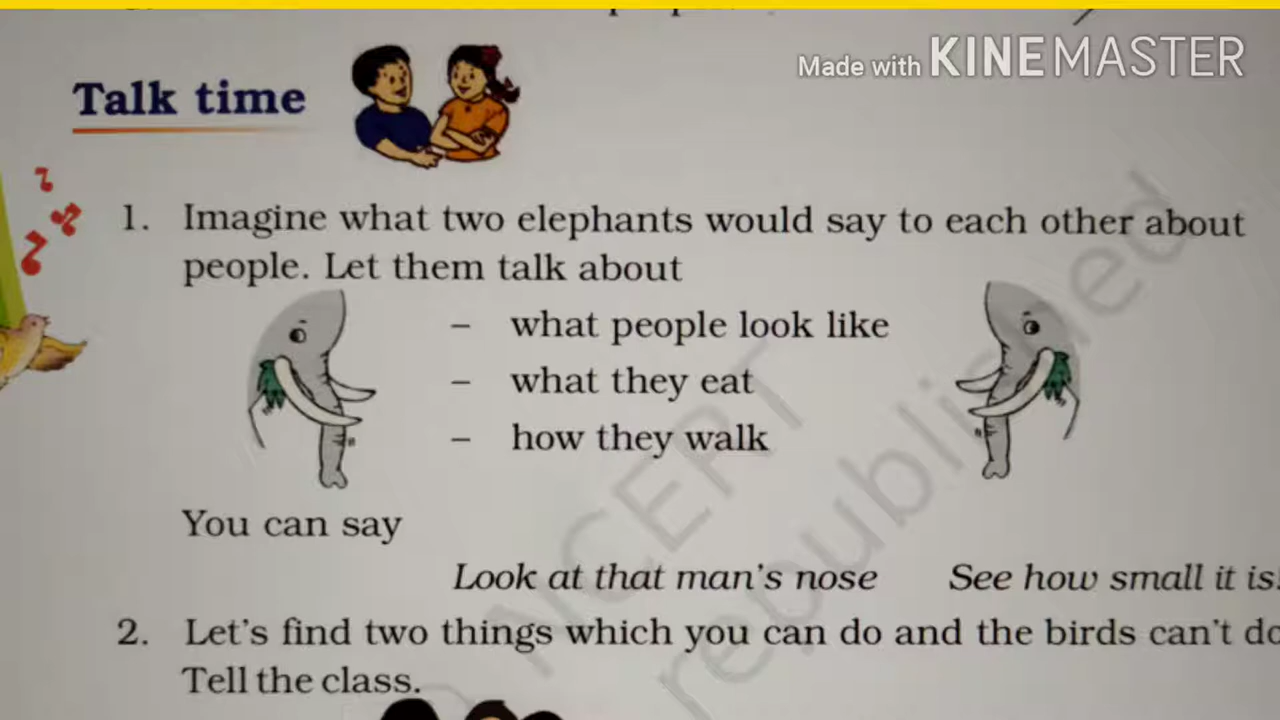 Made with KINEMASTER
Talk time
1. Imagine what two elephants would say to each other about
people. Let them talk about
– what people look like
– what they eat
– how they walk
You can say
Look at that man's nose See how small it is!
2. Let's find two things which you can do and the birds can't do
Tell the class.
NCERT
republished